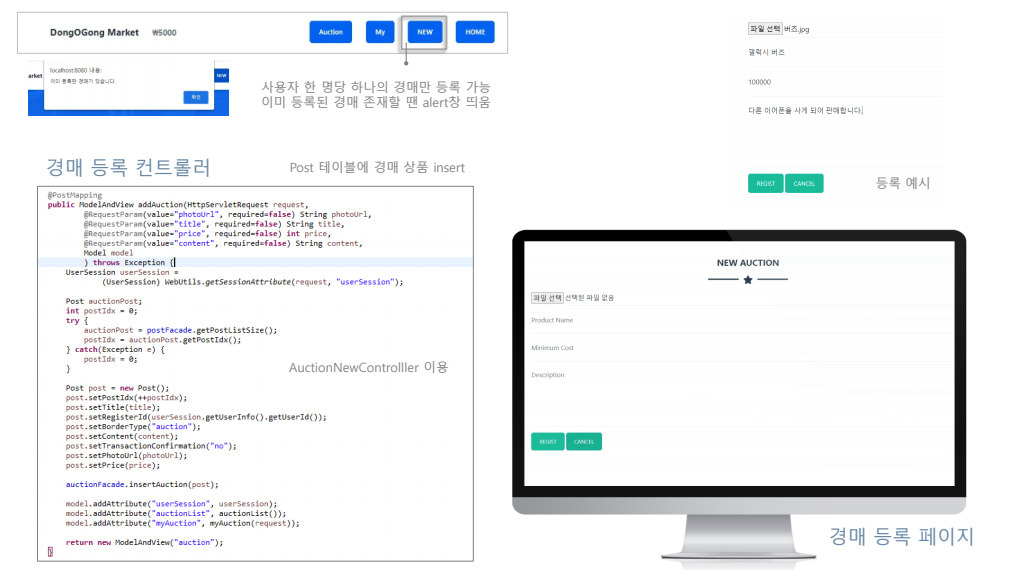 DongOGong Market ₩5000 Auction My NEW HOME
localhost:8080 내용:
이미 등록한 경매가 있습니다.
arket NEW
확인
사용자 한 명당 하나의 경매만 등록 가능
이미 등록된 경매 존재할 땐 alert창 띄움
파일 선택 버즈.jpg
갤럭시 버즈
100000
다른 이어폰을 사게 되어 판매합니다.
REGIST CANCEL
등록 예시
경매 등록 컨트롤러
Post 테이블에 경매 상품 insert
@PostMapping
public ModelAndView addAuction(HttpServletRequest request,
@RequestParam(value="photoUrl", required=false) String photoUrl,
@RequestParam(value="title", required=false) String title,
@RequestParam(value="price", required=false) int price,
@RequestParam(value="content", required=false) String content,
Model model
) throws Exception {
UserSession userSession =
(UserSession) WebUtils.getSessionAttribute(request, "userSession");
Post auctionPost;
int postIdx = 0;
try {
auctionPost = postFacade.getPostListSize();
postIdx = auctionPost.getPostIdx();
} catch(Exception e) {
postIdx = 0;
}
AuctionNewControlller 이용
Post post = new Post();
post.setPostIdx(++postIdx);
post.setTitle(title);
post.setRegisterId(userSession.getUserInfo().getUserId());
post.setBorderType("auction");
post.setContent(content);
post.setTransactionConfirmation("no");
post.setPhotoUrl(photoUrl);
post.setPrice(price);
auctionFacade.insertAuction(post);
model.addAttribute("userSession", userSession);
model.addAttribute("auctionList", auctionList());
model.addAttribute("myAuction", myAuction(request));
return new ModelAndView("auction");
}
NEW AUCTION
파일 선택 선택된 파일 없음
Product Name
Minimum Cost
Description
REGIST CANCEL
경매 등록 페이지